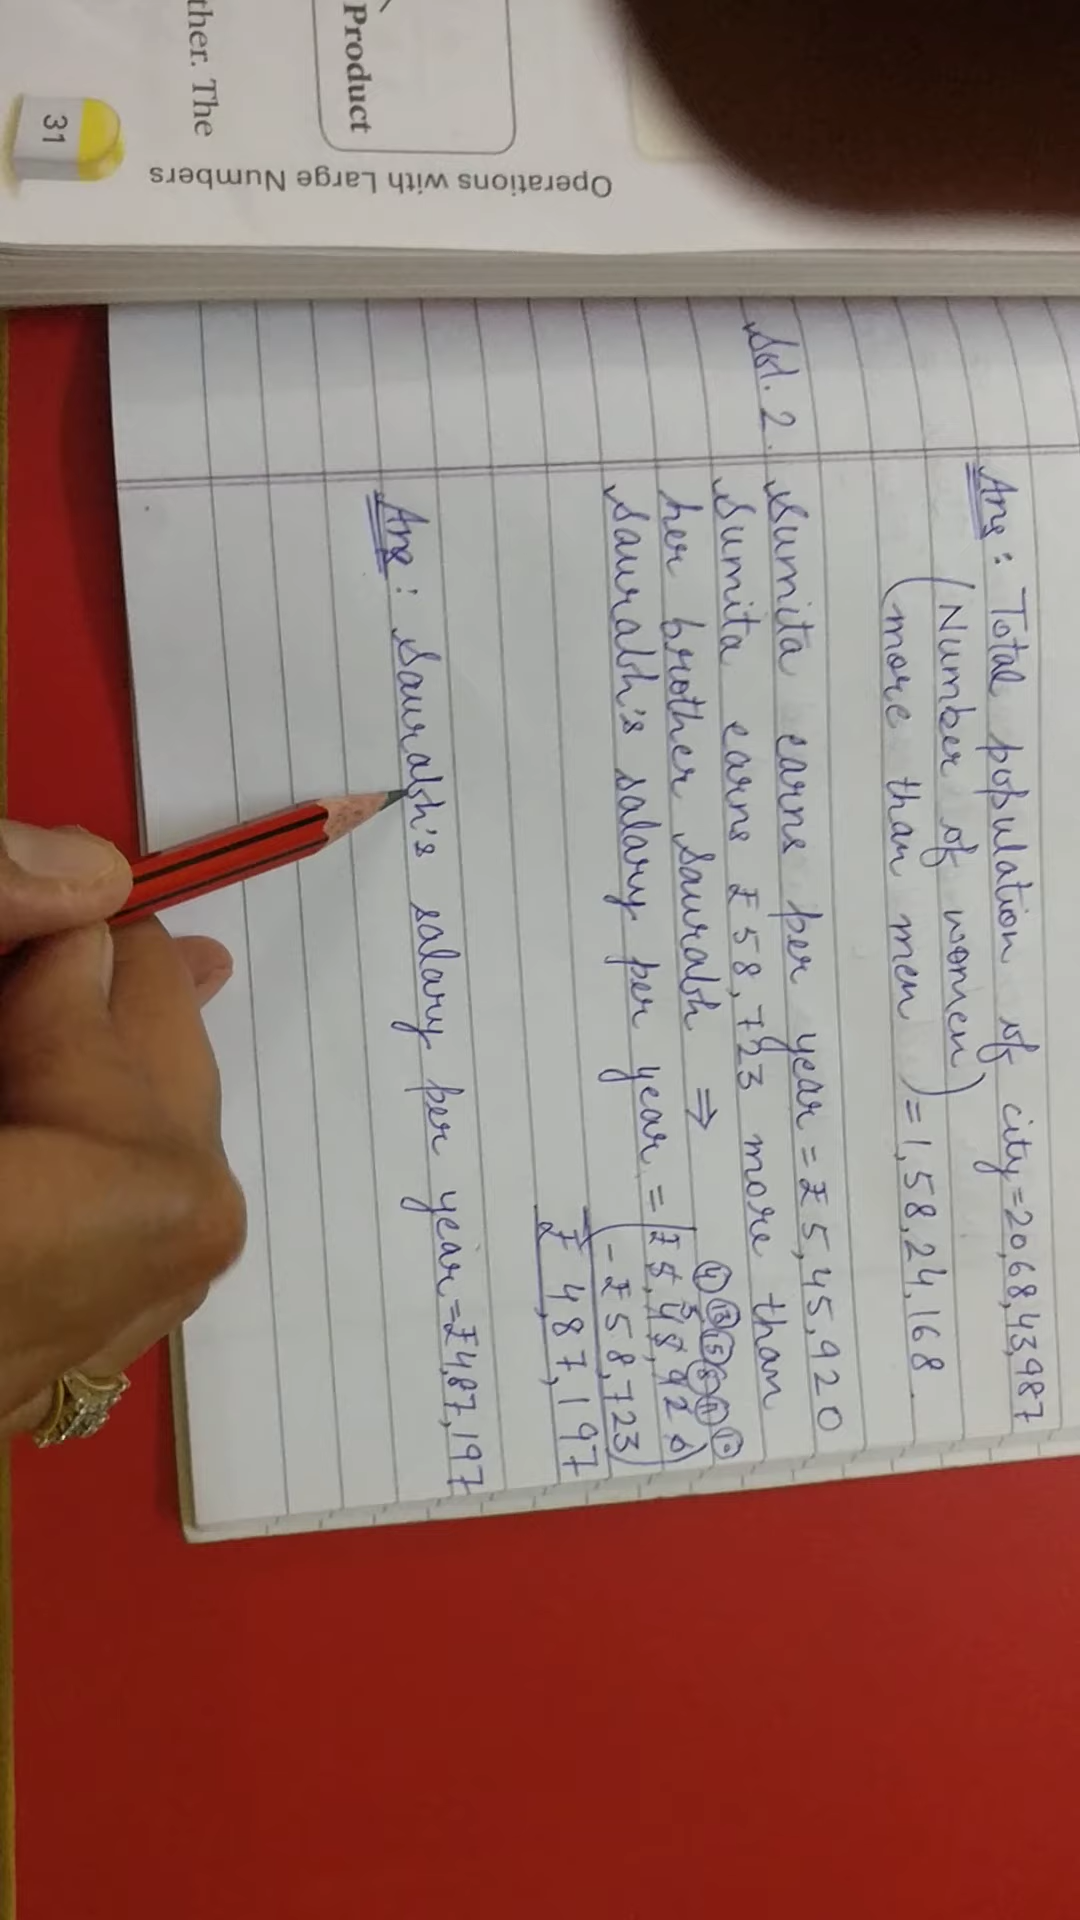 ther. The
Product
31
Operations with Large Numbers
Ans: Total population of city = 20,68,43,987
(Number of women
more than men) = 1,58,24,168
Sol. 2. Sumita earns per year = ₹ 5,45,920
Sumita earns ₹ 58,723 more than
her brother Saurabh ⇒
Saurabh's salary per year = ₹ 5,45,920
- ₹ 58,723
₹ 4,87,197
Ans: Saurabh's salary per year = ₹4,87,197